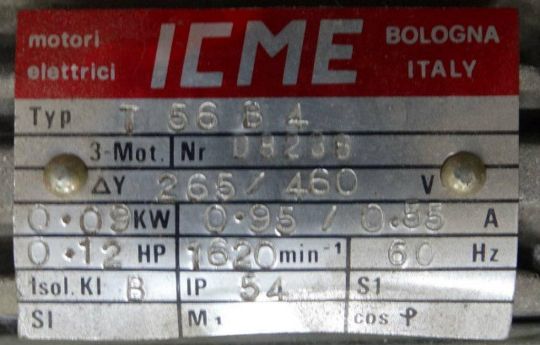 motori elettrici ICME BOLOGNA ITALY
Typ T 56 B 4
3-Mot. Nr D8238
ΔY 265/460 V
0.09 KW 0.95 / 0.55 A
0.12 HP 1620 min⁻¹ 60 Hz
Isol. Kl B IP 54 S1
SI M₁ cos φ